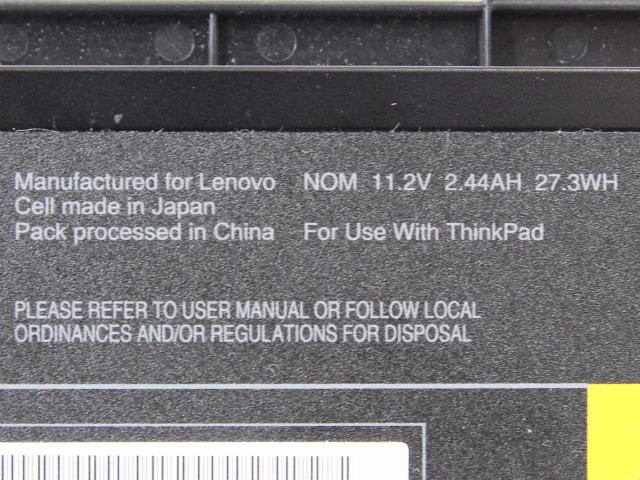 Manufactured for Lenovo NOM 11.2V 2.44AH 27.3WH
Cell made in Japan
Pack processed in China For Use With ThinkPad
PLEASE REFER TO USER MANUAL OR FOLLOW LOCAL
ORDINANCES AND/OR REGULATIONS FOR DISPOSAL